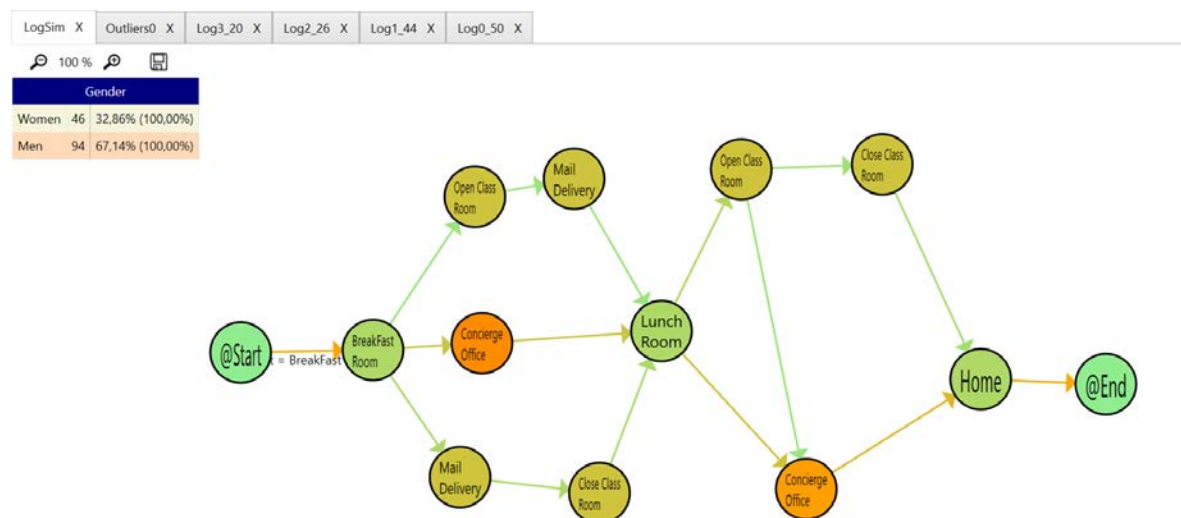 LogSim X Outliers0 X Log3_20 X Log2_26 X Log1_44 X Log0_50 X
100 %
Gender
Women 46 32,86% (100,00%)
Men 94 67,14% (100,00%)
Open Class
Room
Mail
Delivery
Open Class
Room
Close Class
Room
@Start
= BreakFast
BreakFast
Room
Concierge
Office
Lunch
Room
Home
@End
Mail
Delivery
Close Class
Room
Concierge
Office